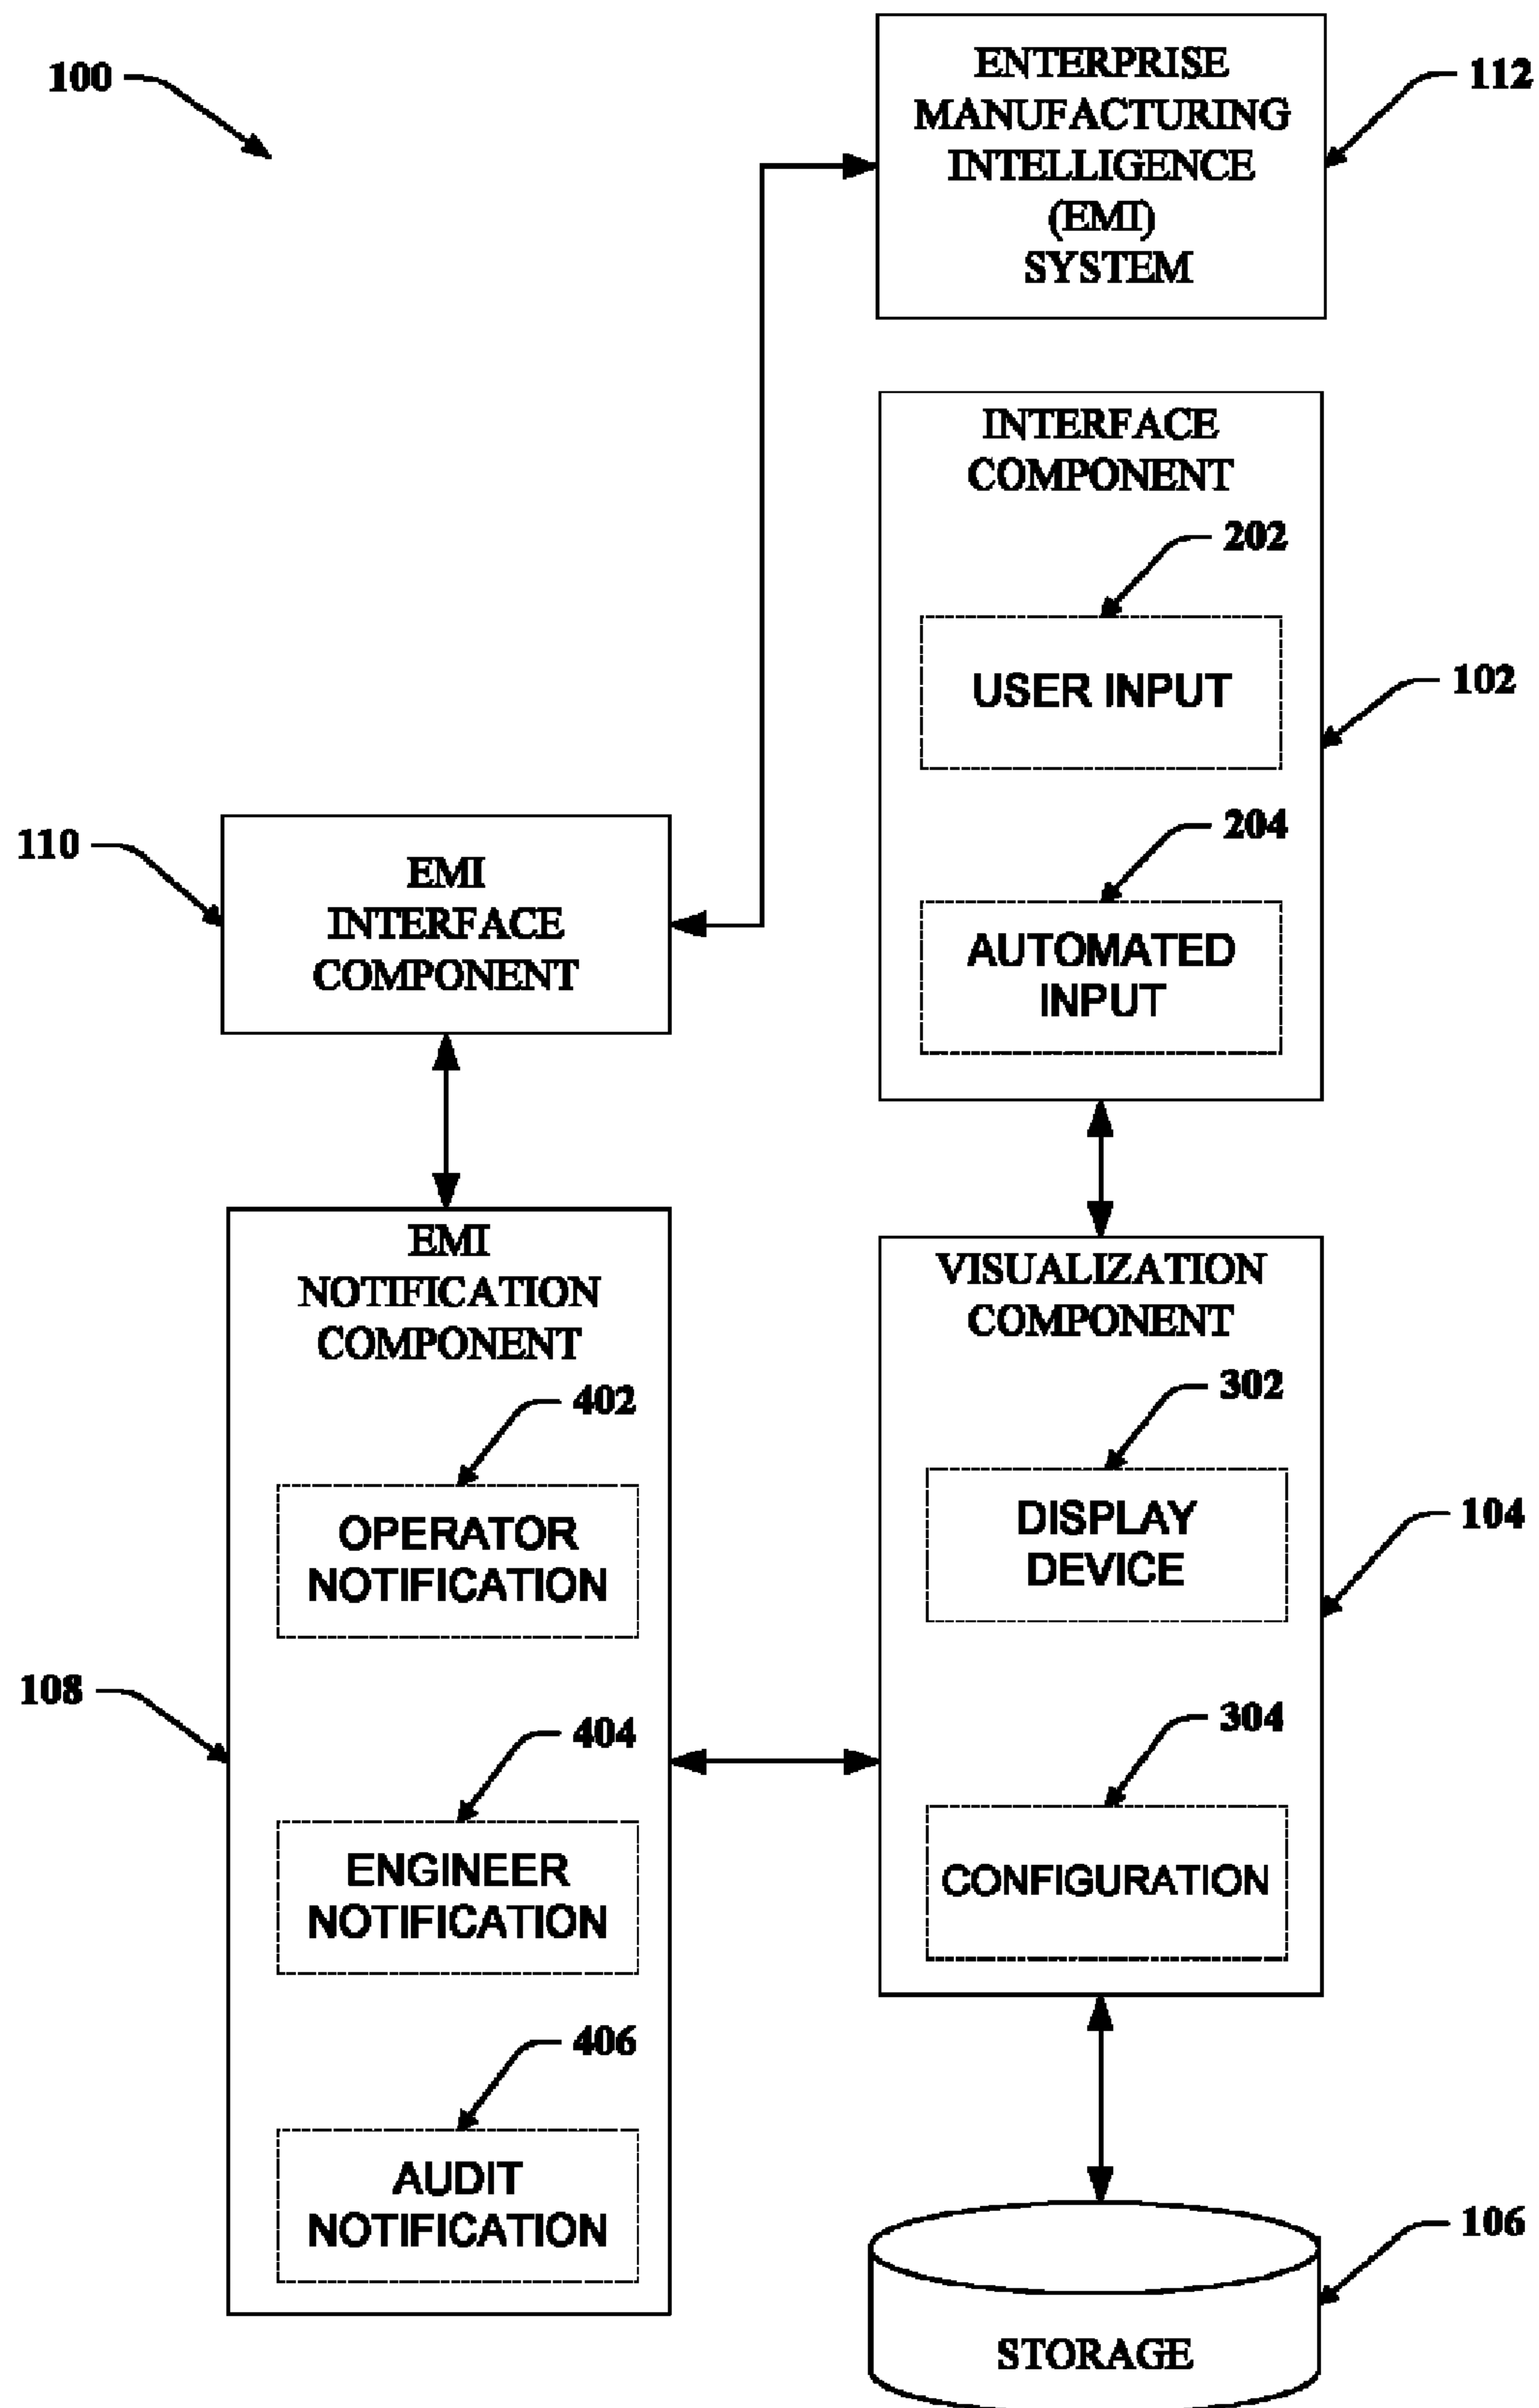 100
ENTERPRISE
MANUFACTURING
INTELLIGENCE
(EMI)
SYSTEM
112
INTERFACE
COMPONENT
202
USER INPUT
102
204
AUTOMATED
INPUT
110
EMI
INTERFACE
COMPONENT
EMI
NOTIFICATION
COMPONENT
402
OPERATOR
NOTIFICATION
108
404
ENGINEER
NOTIFICATION
406
AUDIT
NOTIFICATION
VISUALIZATION
COMPONENT
302
DISPLAY
DEVICE
104
304
CONFIGURATION
106
STORAGE